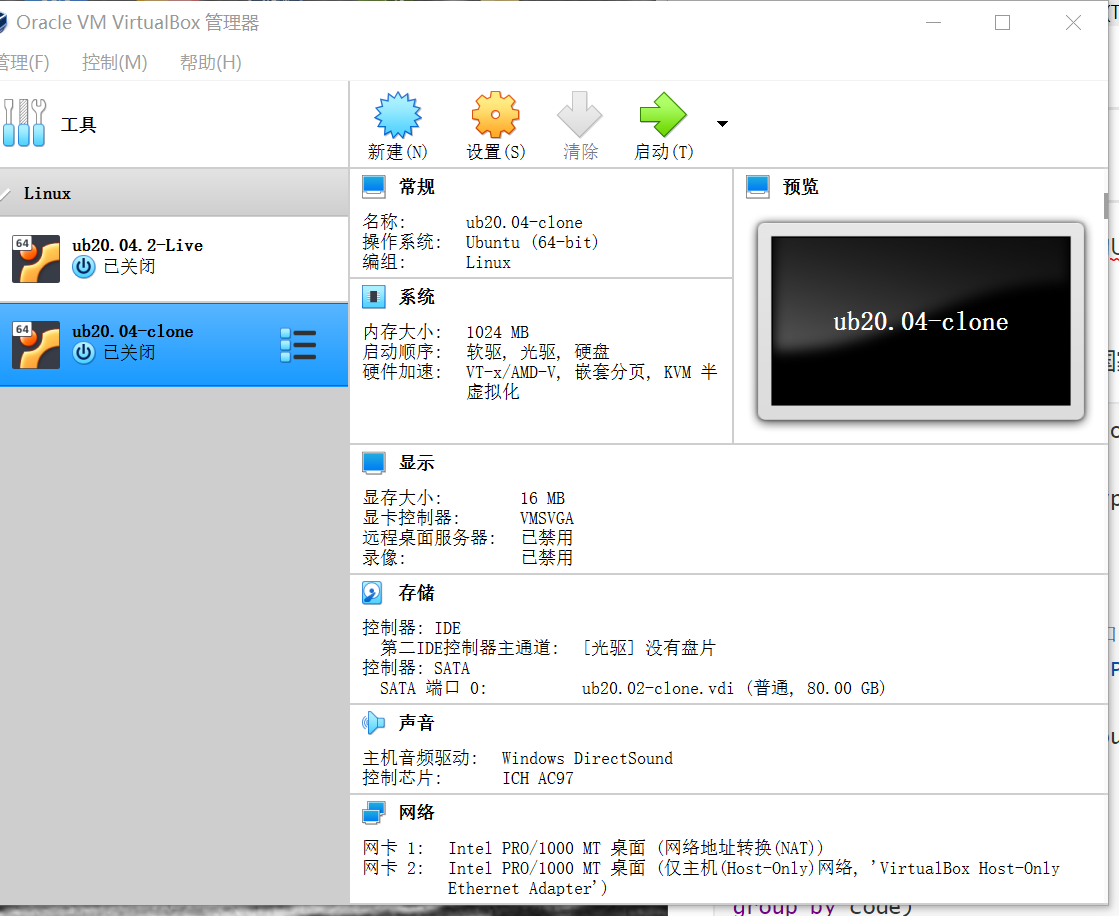 Oracle VM VirtualBox 管理器
管理(F) 控制(M) 帮助(H)
工具
新建(N) 设置(S) 清除 启动(T)
Linux
64
ub20.04.2-Live
已关闭
64
ub20.04-clone
已关闭
常规
名称: ub20.04-clone
操作系统: Ubuntu (64-bit)
编组: Linux
预览
ub20.04-clone
系统
内存大小: 1024 MB
启动顺序: 软驱, 光驱, 硬盘
硬件加速: VT-x/AMD-V, 嵌套分页, KVM 半
虚拟化
显示
显存大小: 16 MB
显卡控制器: VMSVGA
远程桌面服务器: 已禁用
录像: 已禁用
存储
控制器: IDE
第二IDE控制器主通道: [光驱] 没有盘片
控制器: SATA
SATA 端口 0: ub20.02-clone.vdi (普通, 80.00 GB)
声音
主机音频驱动: Windows DirectSound
控制芯片: ICH AC97
网络
网卡 1: Intel PRO/1000 MT 桌面 (网络地址转换(NAT))
网卡 2: Intel PRO/1000 MT 桌面 (仅主机(Host-Only)网络, 'VirtualBox Host-Only
Ethernet Adapter')
group by code)